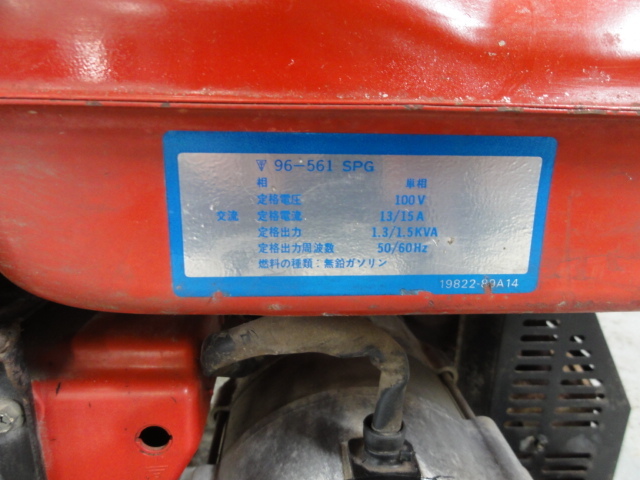 96-561 SPG
相 単相
定格電圧 100V
交流 定格電流 13/15A
定格出力 1.3/1.5KVA
定格出力周波数 50/60Hz
燃料の種類:無鉛ガソリン
19822-89A14